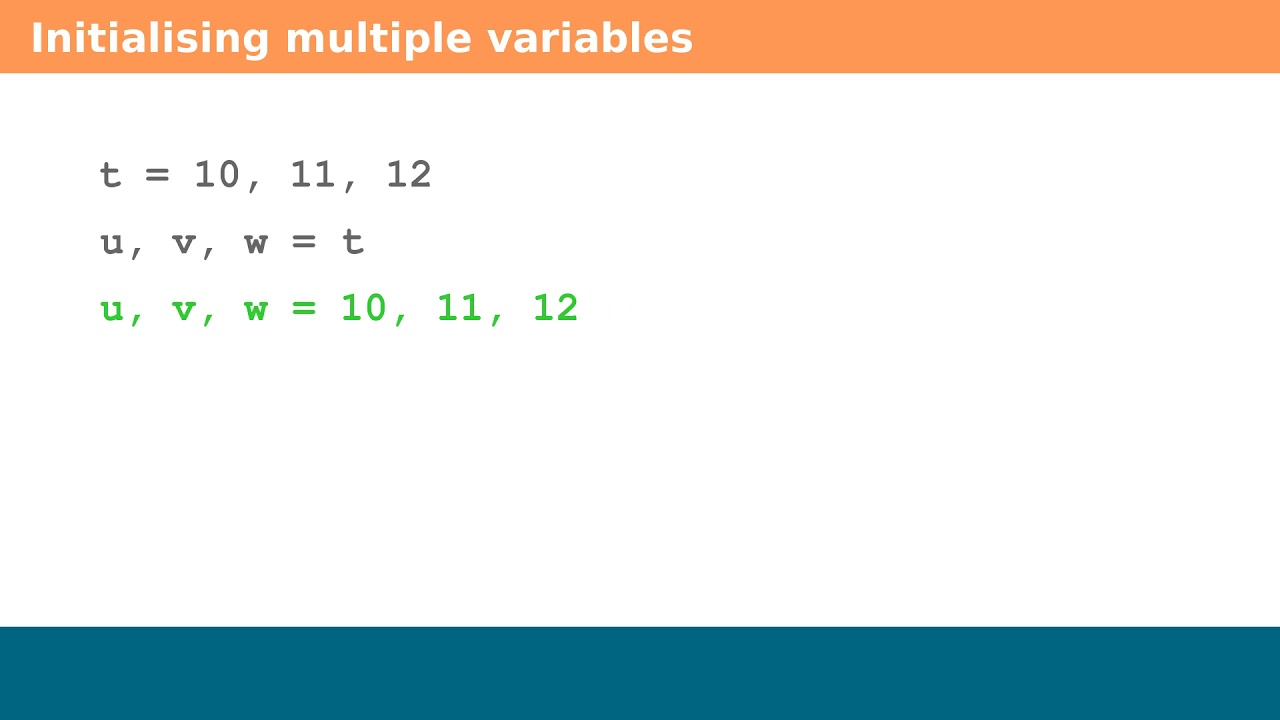 Initialising multiple variables
t = 10, 11, 12
u, v, w = t
u, v, w = 10, 11, 12